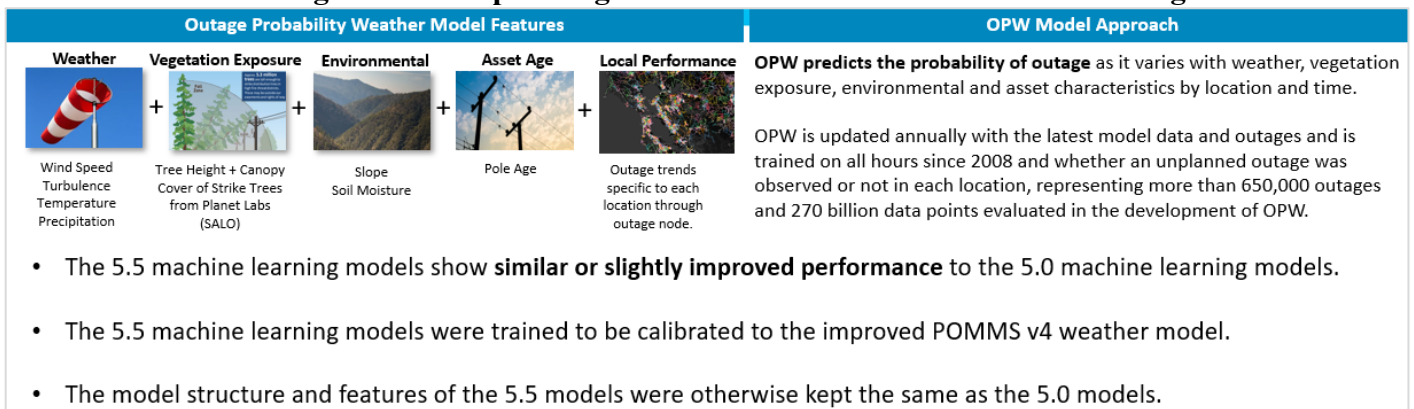 Outage Probability Weather Model Features
OPW Model Approach
Weather
Vegetation Exposure
Environmental
Asset Age
Local Performance
+
+
+
+
Wind Speed
Turbulence
Temperature
Precipitation
Tree Height + Canopy
Cover of Strike Trees
from Planet Labs
(SALO)
Slope
Soil Moisture
Pole Age
Outage trends
specific to each
location through
outage node.
OPW predicts the probability of outage as it varies with weather, vegetation
exposure, environmental and asset characteristics by location and time.
OPW is updated annually with the latest model data and outages and is
trained on all hours since 2008 and whether an unplanned outage was
observed or not in each location, representing more than 650,000 outages
and 270 billion data points evaluated in the development of OPW.
• The 5.5 machine learning models show similar or slightly improved performance to the 5.0 machine learning models.
• The 5.5 machine learning models were trained to be calibrated to the improved POMMS v4 weather model.
• The model structure and features of the 5.5 models were otherwise kept the same as the 5.0 models.